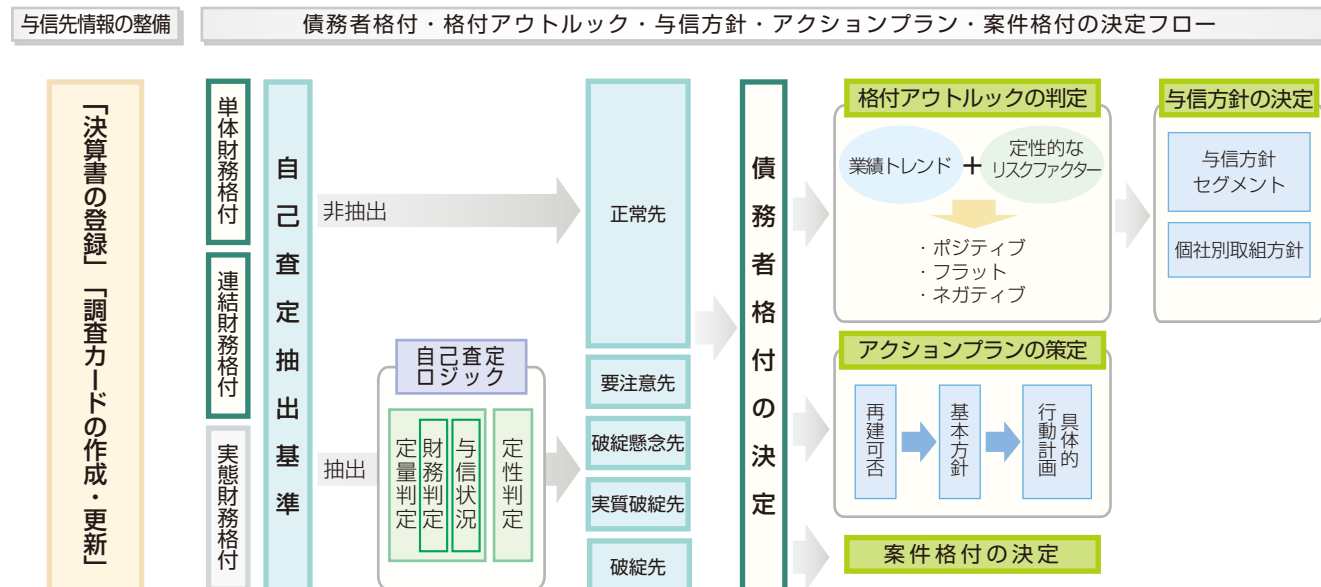 与信先情報の整備
債務者格付・格付アウトルック・与信方針・アクションプラン・案件格付の決定フロー
「決算書の登録」「調査カードの作成・更新」
単体財務格付
連結財務格付
実態財務格付
自己査定抽出基準
非抽出
抽出
自己査定
ロジック
定量判定
財務判定
与信状況
定性判定
正常先
要注意先
破綻懸念先
実質破綻先
破綻先
債務者格付の決定
格付アウトルックの判定
業績トレンド
+
定性的な
リスクファクター
・ポジティブ
・フラット
・ネガティブ
与信方針の決定
与信方針
セグメント
個社別取組方針
アクションプランの策定
再建可否
基本方針
具体的
行動計画
案件格付の決定